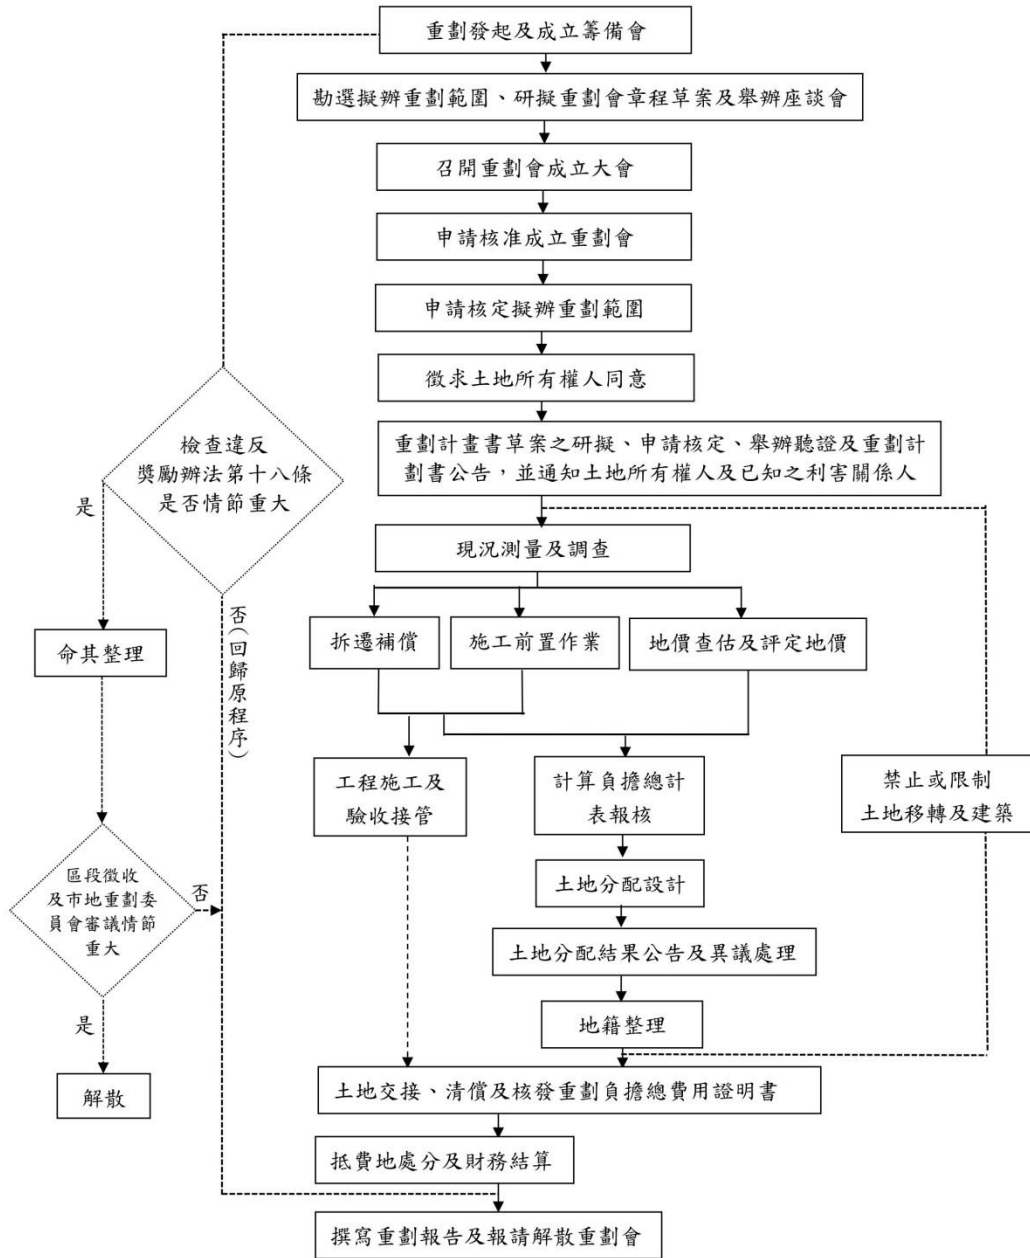 重劃發起及成立籌備會
勘選擬辦重劃範圍、研擬重劃會章程草案及舉辦座談會
召開重劃會成立大會
申請核准成立重劃會
申請核定擬辦重劃範圍
徵求土地所有權人同意
重劃計畫書草案之研擬、申請核定、舉辦聽證及重劃計
劃書公告，並通知土地所有權人及已知之利害關係人
檢查違反
獎勵辦法第十八條
是否情節重大
是
否(回歸原程序)
現況測量及調查
拆遷補償
施工前置作業
地價查估及評定地價
命其整理
工程施工及
驗收接管
計算負擔總計
表報核
禁止或限制
土地移轉及建築
區段徵收
及市地重劃委
員會審議情節
重大
否
土地分配設計
土地分配結果公告及異議處理
地籍整理
是
解散
土地交接、清償及核發重劃負擔總費用證明書
抵費地處分及財務結算
撰寫重劃報告及報請解散重劃會